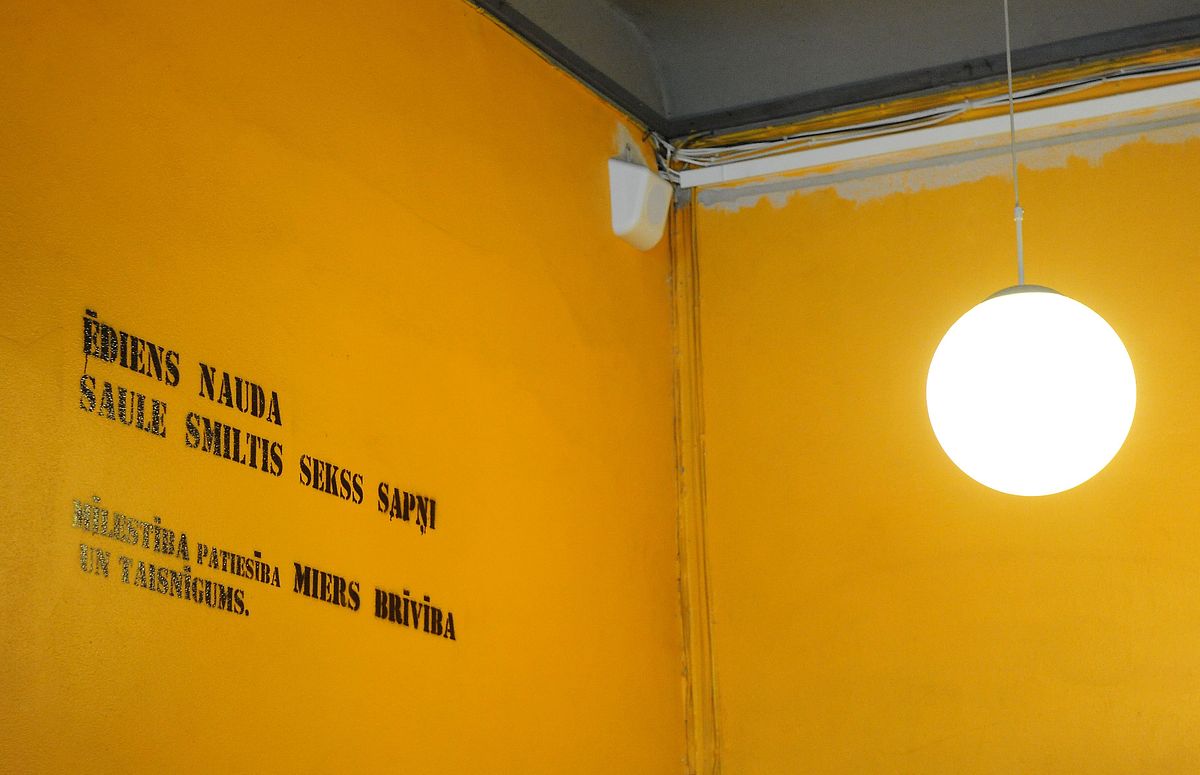 ĒDIENS NAUDA
SAULE SMILTIS SEKSS SAPŅI
MĪLESTĪBA PATIESĪBA MIERS BRĪVĪBA
UN TAISNĪGUMS.